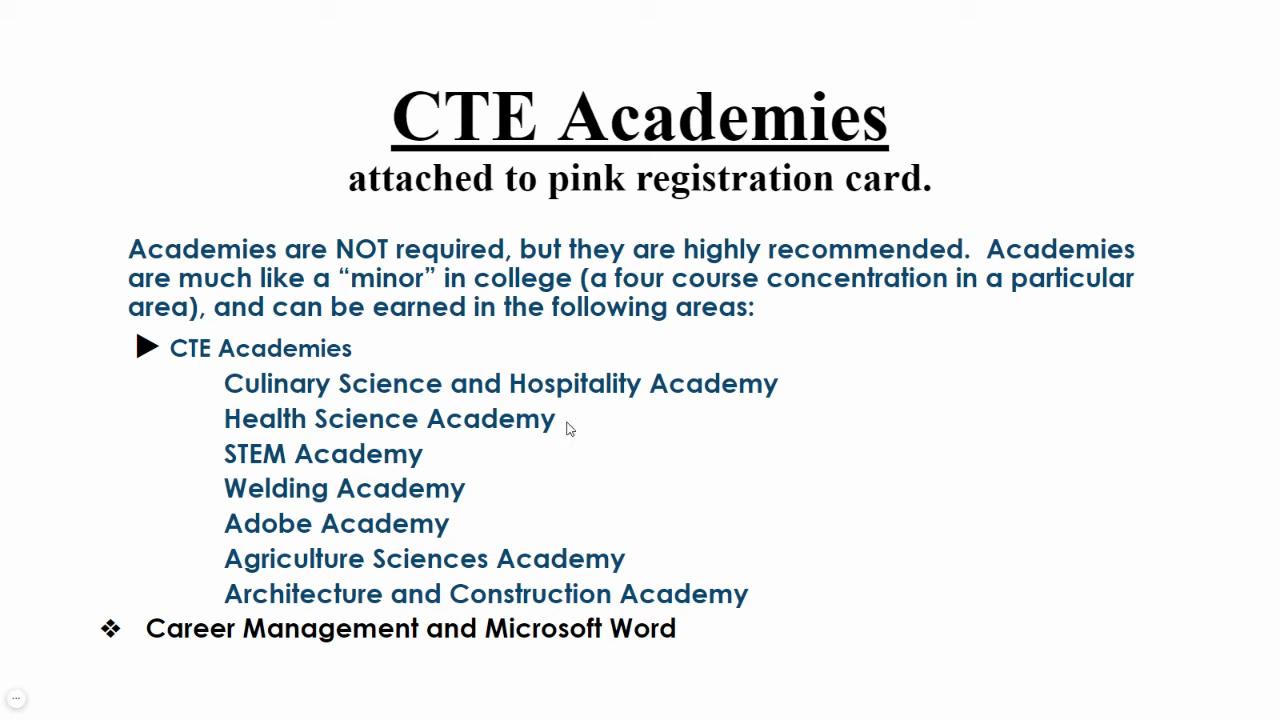 CTE Academies
attached to pink registration card.
Academies are NOT required, but they are highly recommended.  Academies
are much like a “minor” in college (a four course concentration in a particular
area), and can be earned in the following areas:
CTE Academies
Culinary Science and Hospitality Academy
Health Science Academy
STEM Academy
Welding Academy
Adobe Academy
Agriculture Sciences Academy
Architecture and Construction Academy
Career Management and Microsoft Word